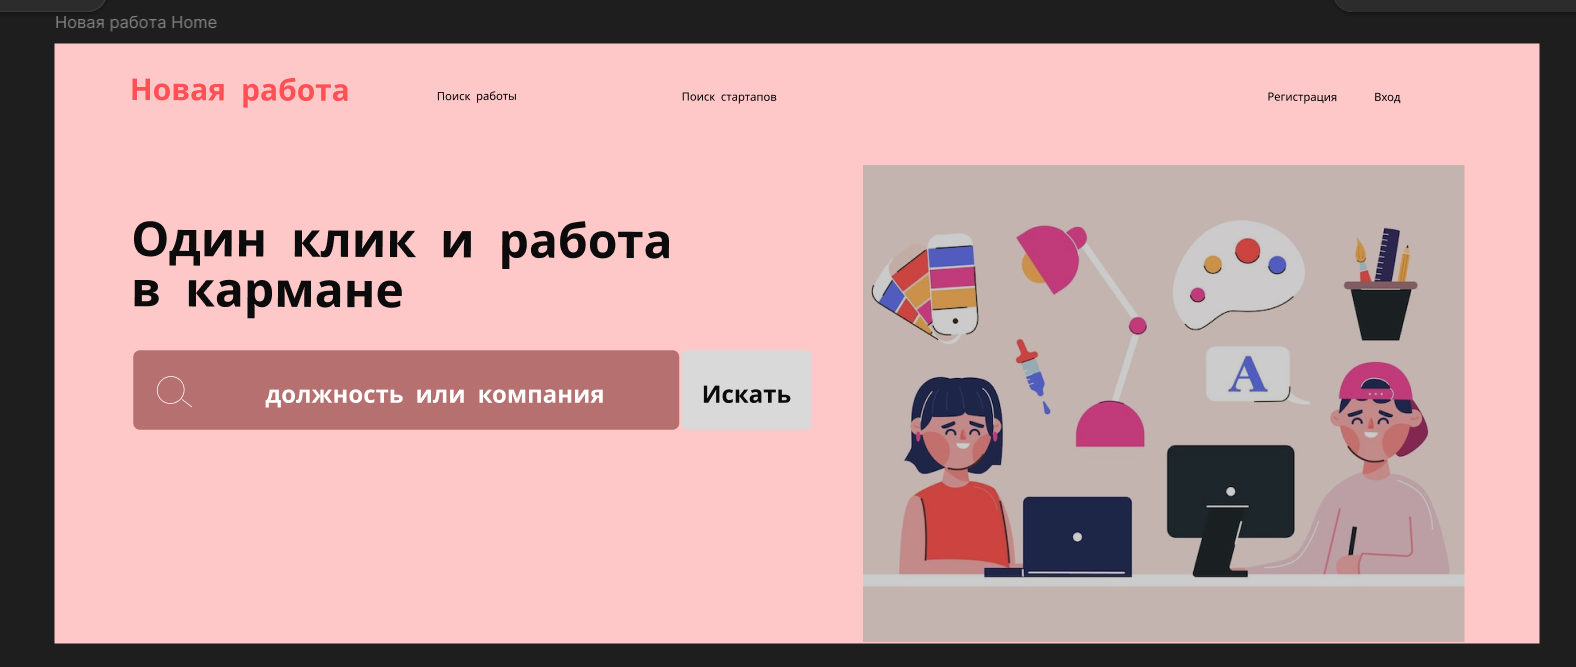 Новая работа Home
Новая работа
Поиск работы
Поиск стартапов
Регистрация
Вход
Один клик и работа
в кармане
должность или компания
Искать
A